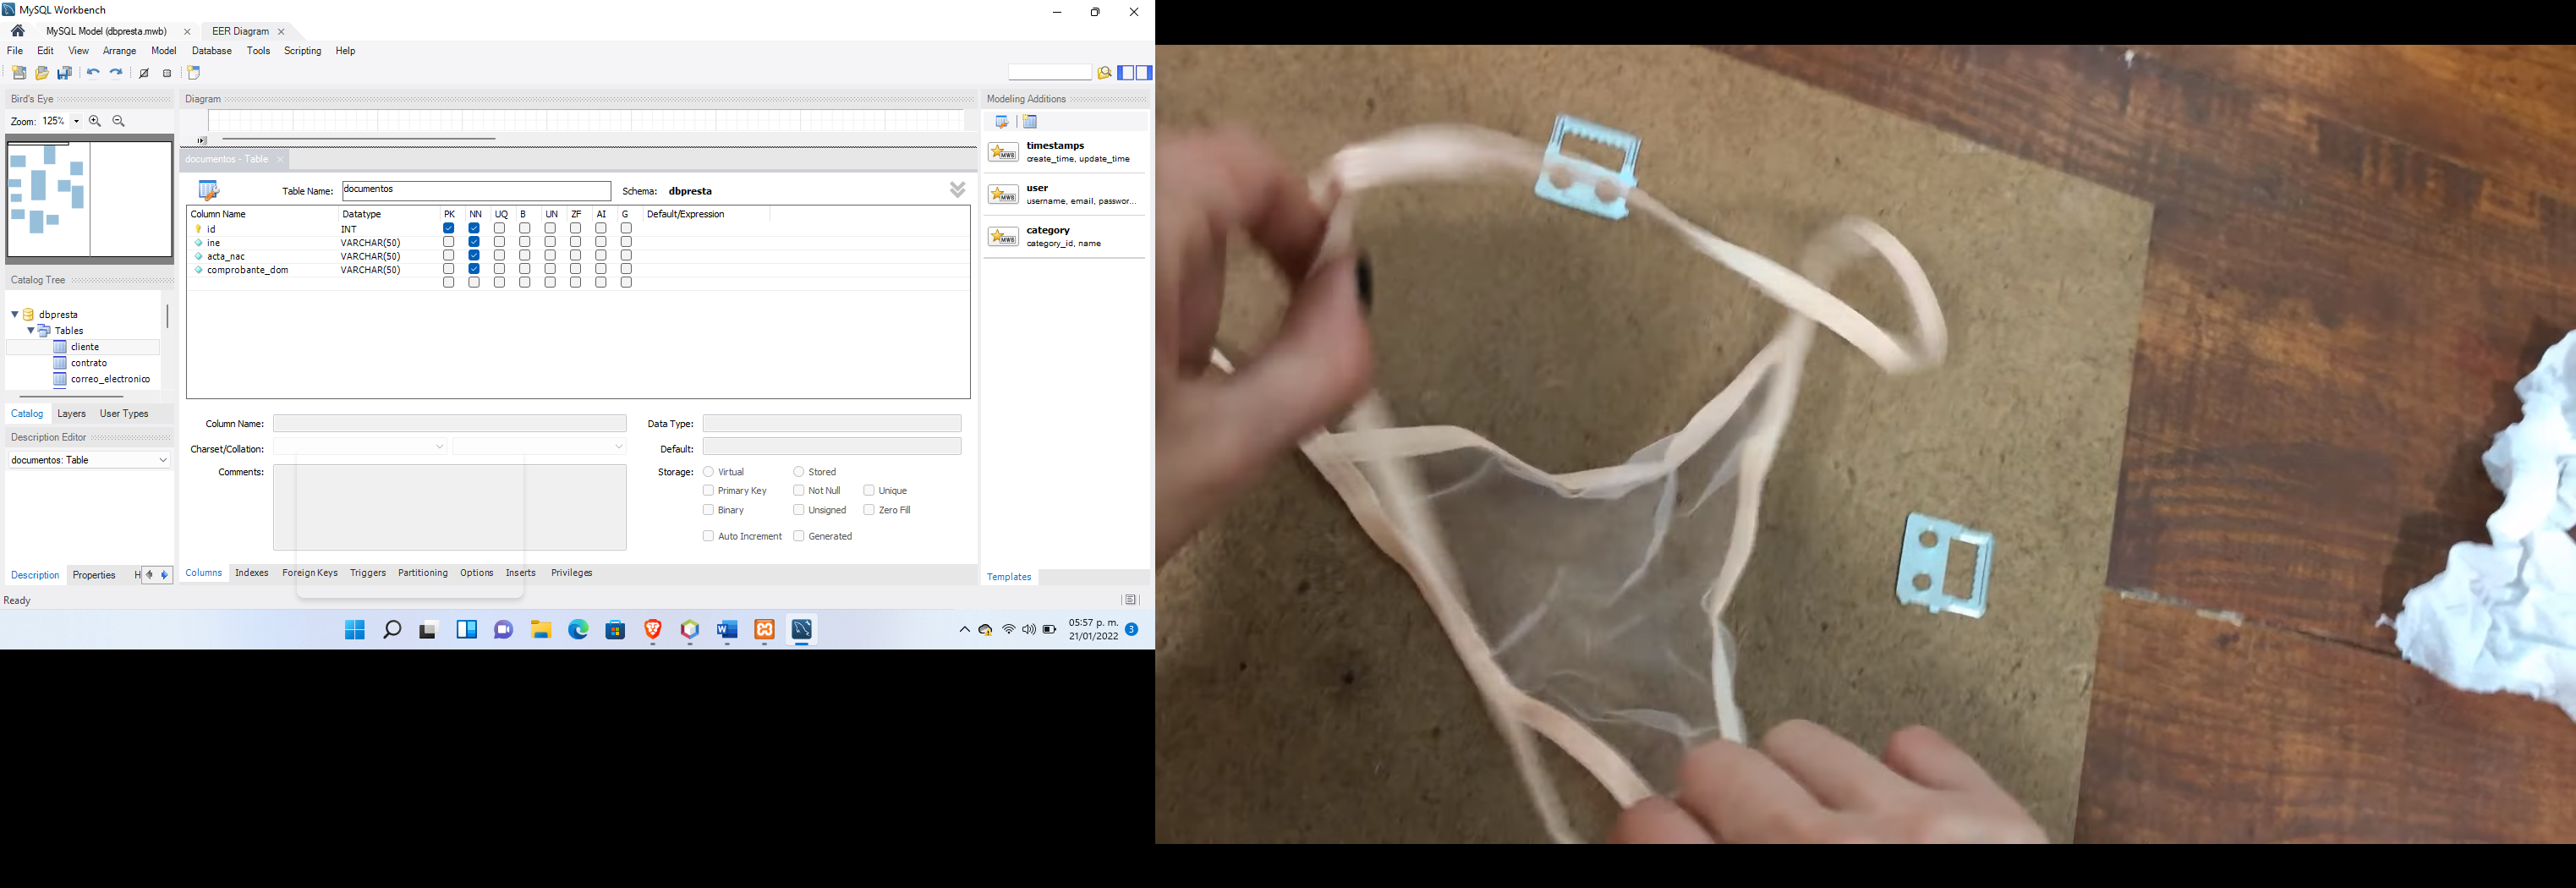 MySQL Workbench
MySQL Model (dbpresta.mwb)
EER Diagram
File Edit View Arrange Model Database Tools Scripting Help
Bird's Eye
Zoom: 125%
Diagram
Modeling Additions
timestamps
create_time, update_time
user
username, email, passwor...
category
category_id, name
Templates
documentos - Table
Table Name: documentos
Schema: dbpresta
Column Name Datatype PK NN UQ B UN ZF AI G Default/Expression
id INT
ine VARCHAR(50)
acta_nac VARCHAR(50)
comprobante_dom VARCHAR(50)
Catalog Tree
dbpresta
Tables
cliente
contrato
correo_electronico
Catalog Layers User Types
Description Editor
documentos: Table
Description Properties H
Column Name:
Data Type:
Charset/Collation:
Default:
Comments:
Storage:
Virtual Stored
Primary Key Not Null Unique
Binary Unsigned Zero Fill
Auto Increment Generated
Columns Indexes Foreign Keys Triggers Partitioning Options Inserts Privileges
Ready
05:57 p. m.
21/01/2022
3